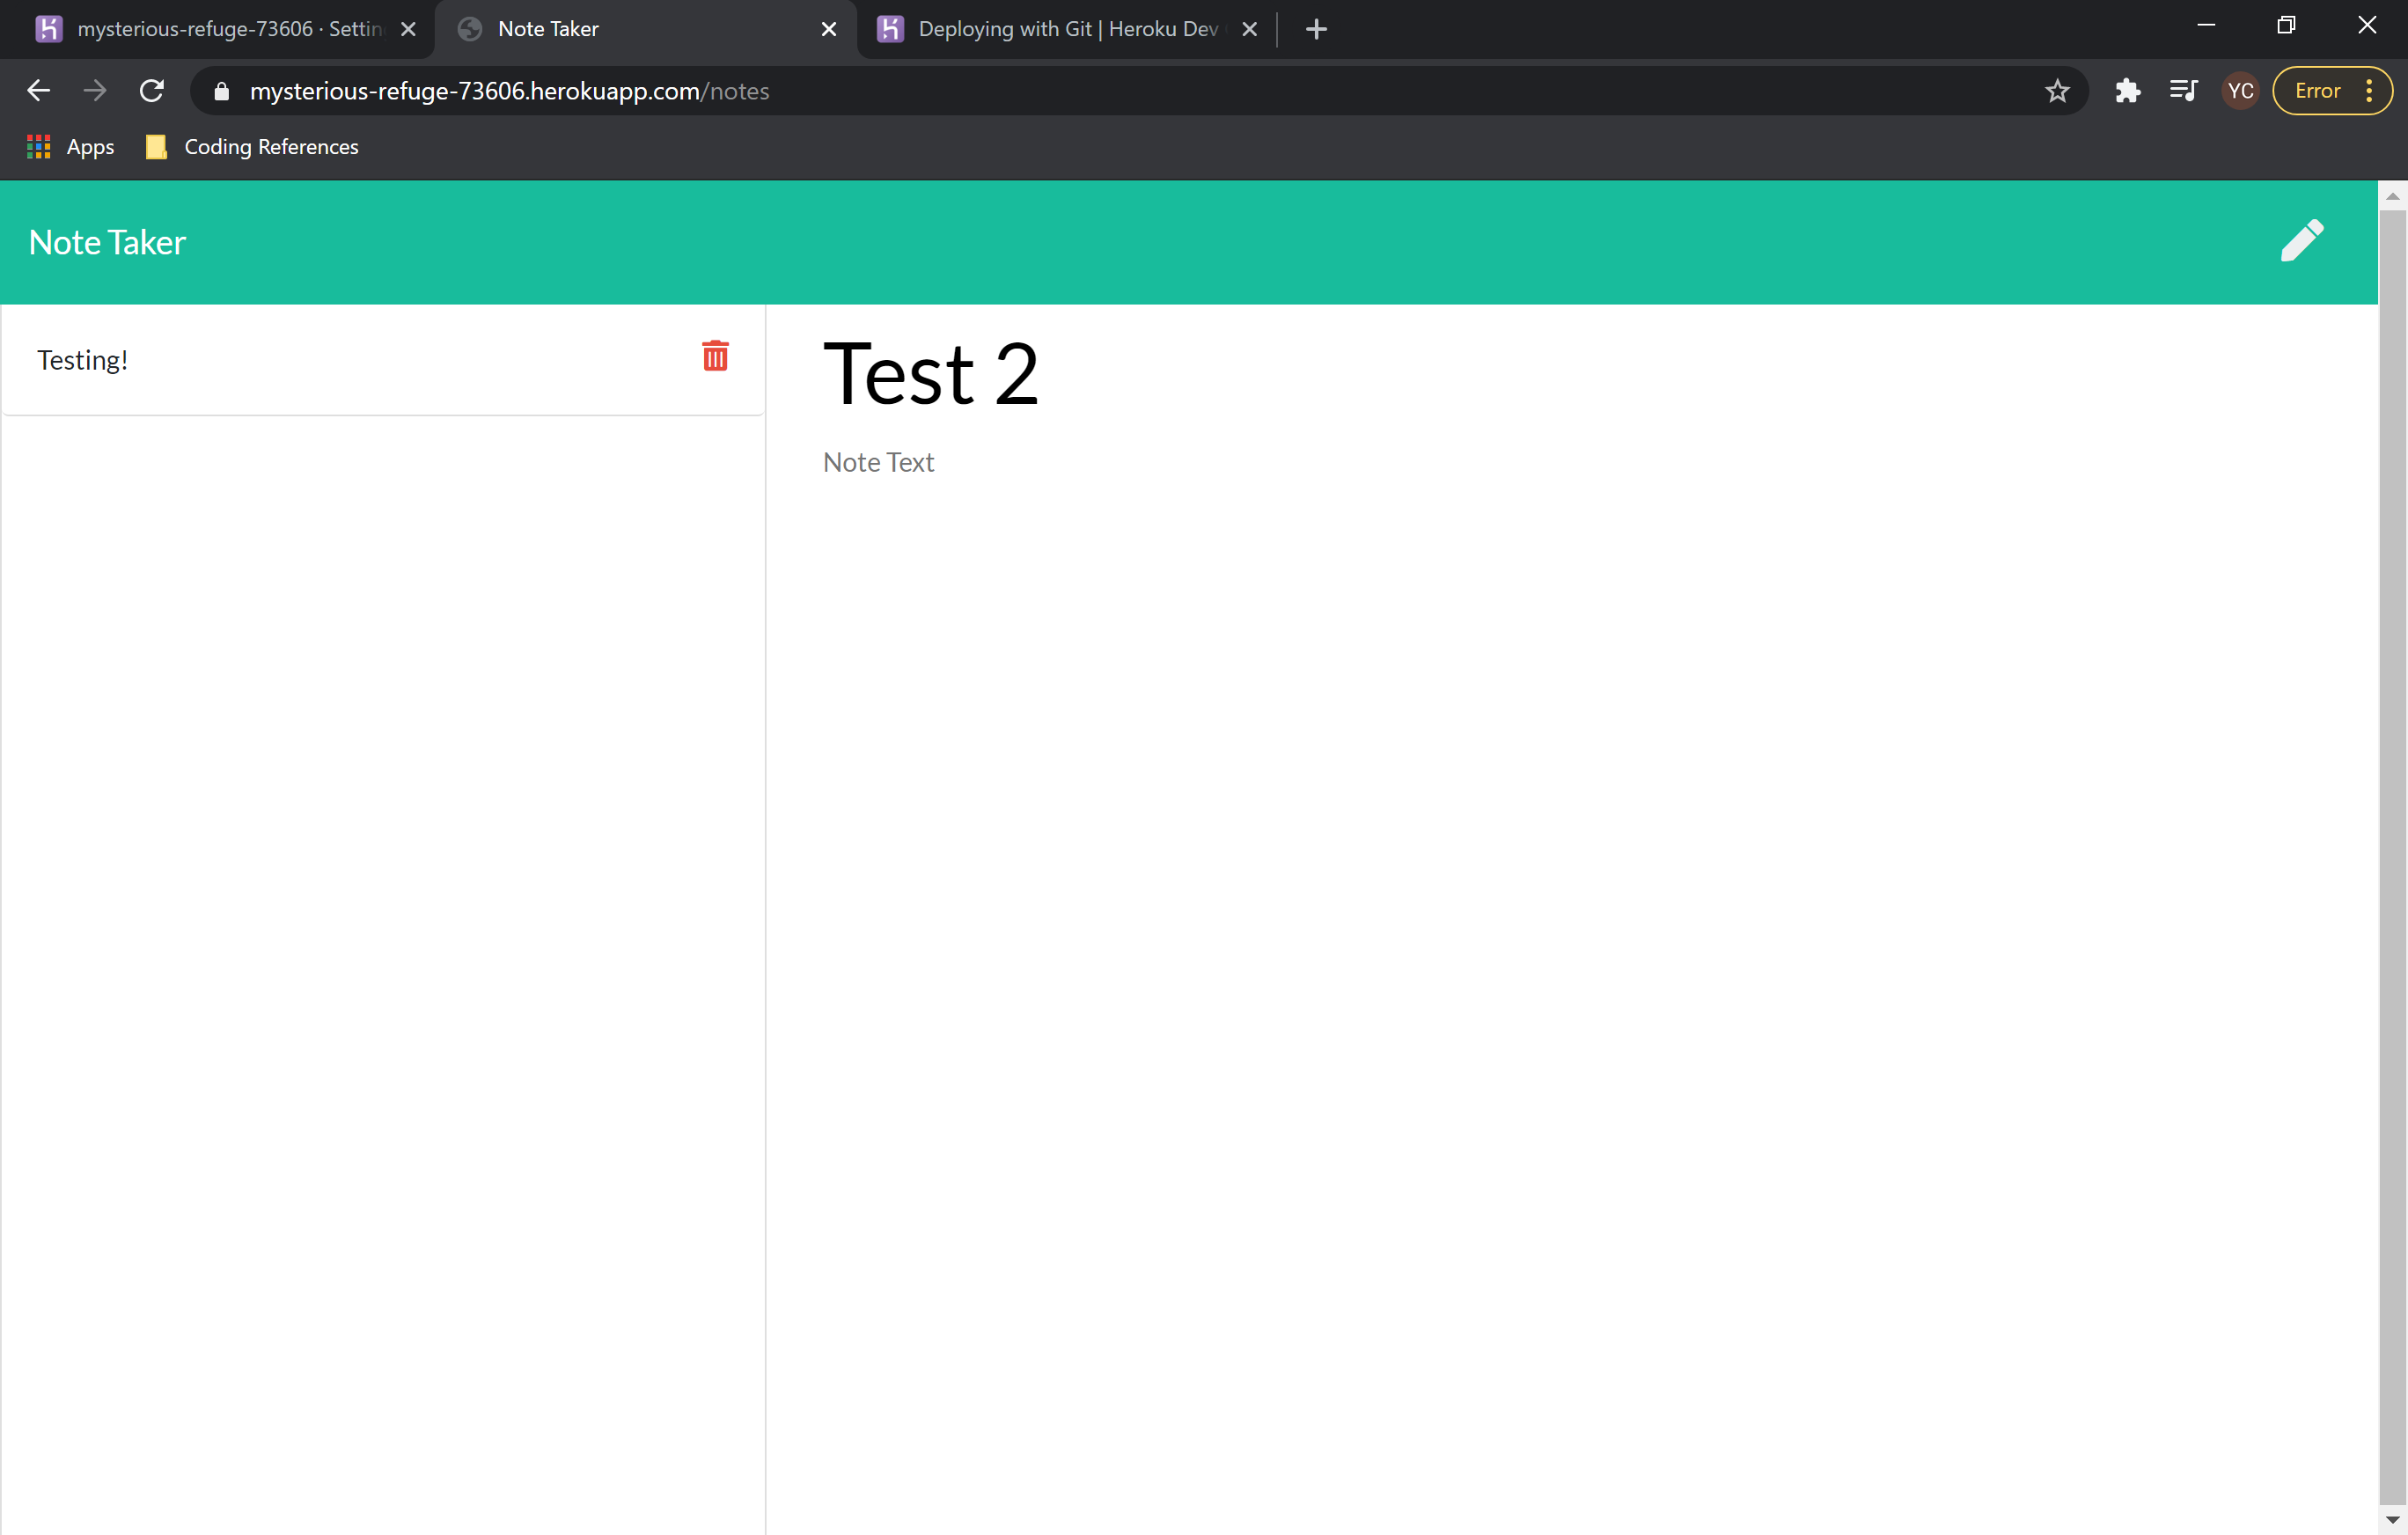 mysterious-refuge-73606 · Settin
Note Taker
Deploying with Git | Heroku Dev
mysterious-refuge-73606.herokuapp.com/notes
YC
Error
Apps
Coding References
Note Taker
Testing!
Test 2
Note Text